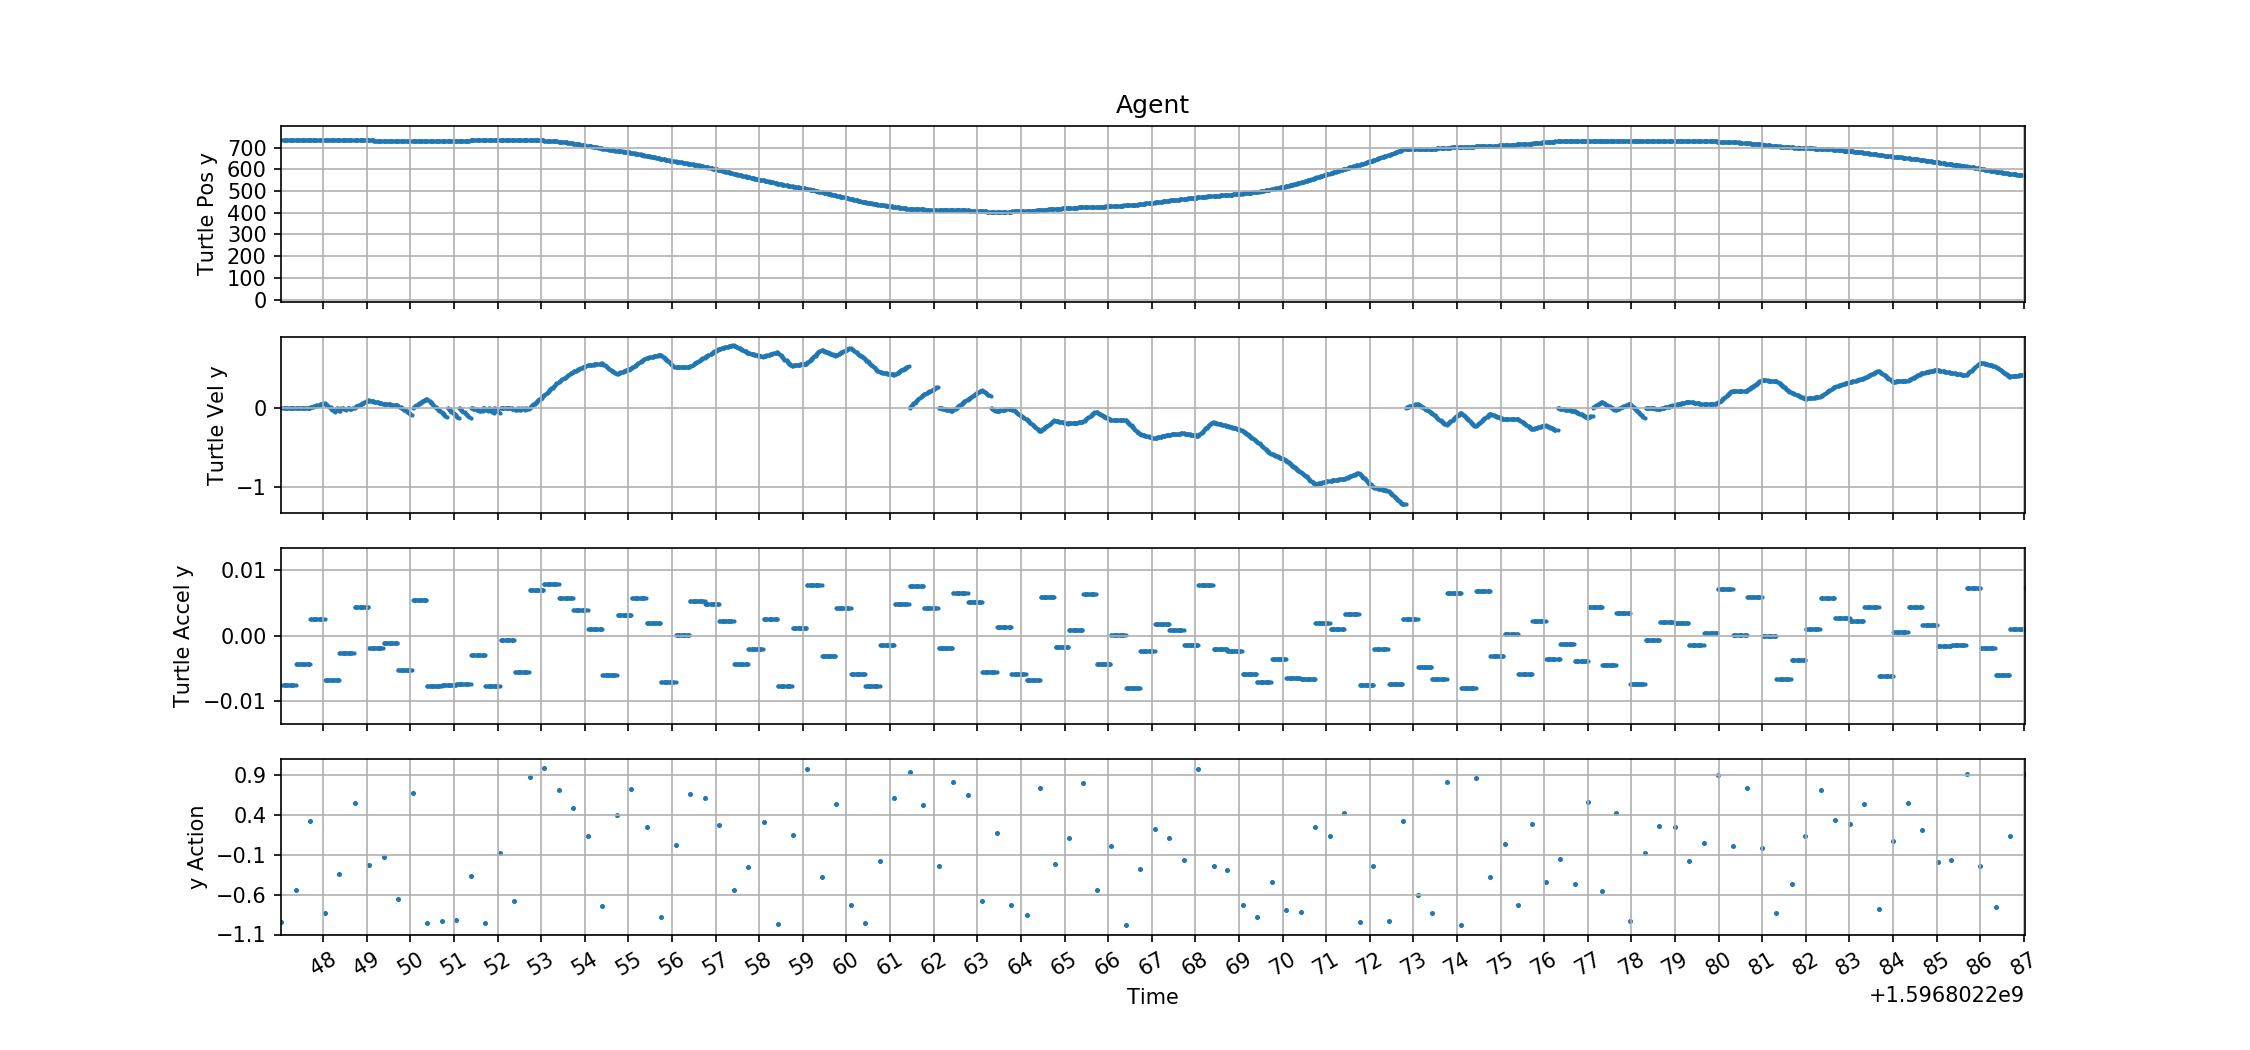 Agent
Turtle Pos y
700
600
500
400
300
200
100
0
Turtle Vel y
0
−1
Turtle Accel y
0.01
0.00
−0.01
y Action
0.9
0.4
−0.1
−0.6
−1.1
48 49 50 51 52 53 54 55 56 57 58 59 60 61 62 63 64 65 66 67 68 69 70 71 72 73 74 75 76 77 78 79 80 81 82 83 84 85 86 87
Time
+1.5968022e9